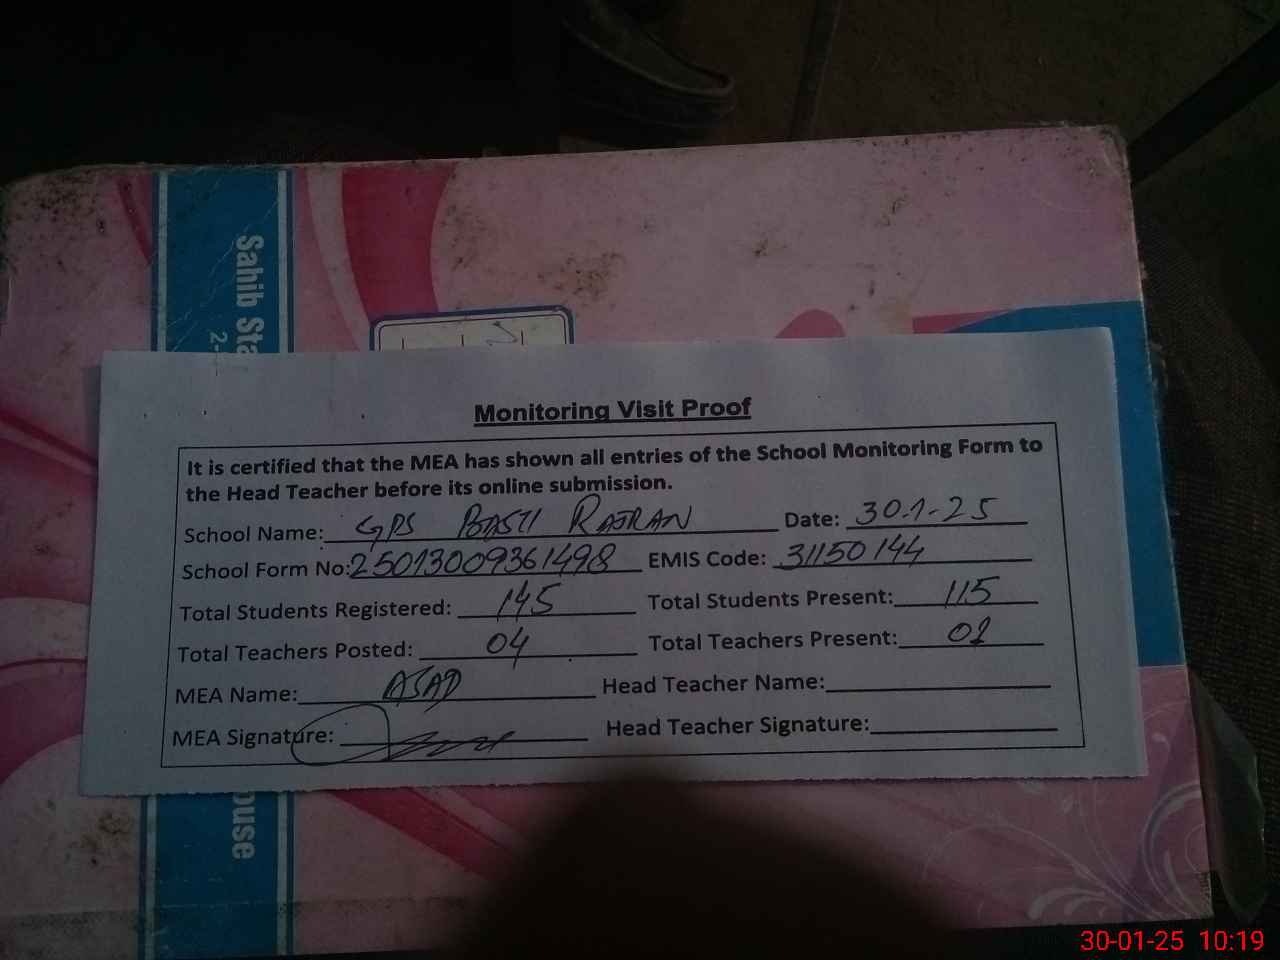 Sahib Sta
2-
ouse
Monitoring Visit Proof
It is certified that the MEA has shown all entries of the School Monitoring Form to
the Head Teacher before its online submission.
School Name: GPS BASTI RAJRAN Date: 30-1-25
School Form No: 25013009361498 EMIS Code: 31150144
Total Students Registered: 145 Total Students Present: 115
Total Teachers Posted: 04 Total Teachers Present:
MEA Name: ASAD Head Teacher Name:
MEA Signature: Head Teacher Signature:
30-01-25 10:19